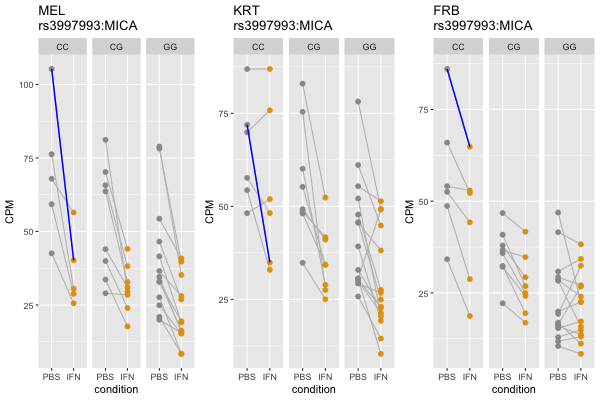 MEL
rs3997993:MICA
CC CG GG
CPM
100
75
50
25
PBS IFN PBS IFN PBS IFN
condition
KRT
rs3997993:MICA
CC CG GG
CPM
75
50
25
PBS IFN PBS IFN PBS IFN
condition
FRB
rs3997993:MICA
CC CG GG
CPM
75
50
25
PBS IFN PBS IFN PBS IFN
condition